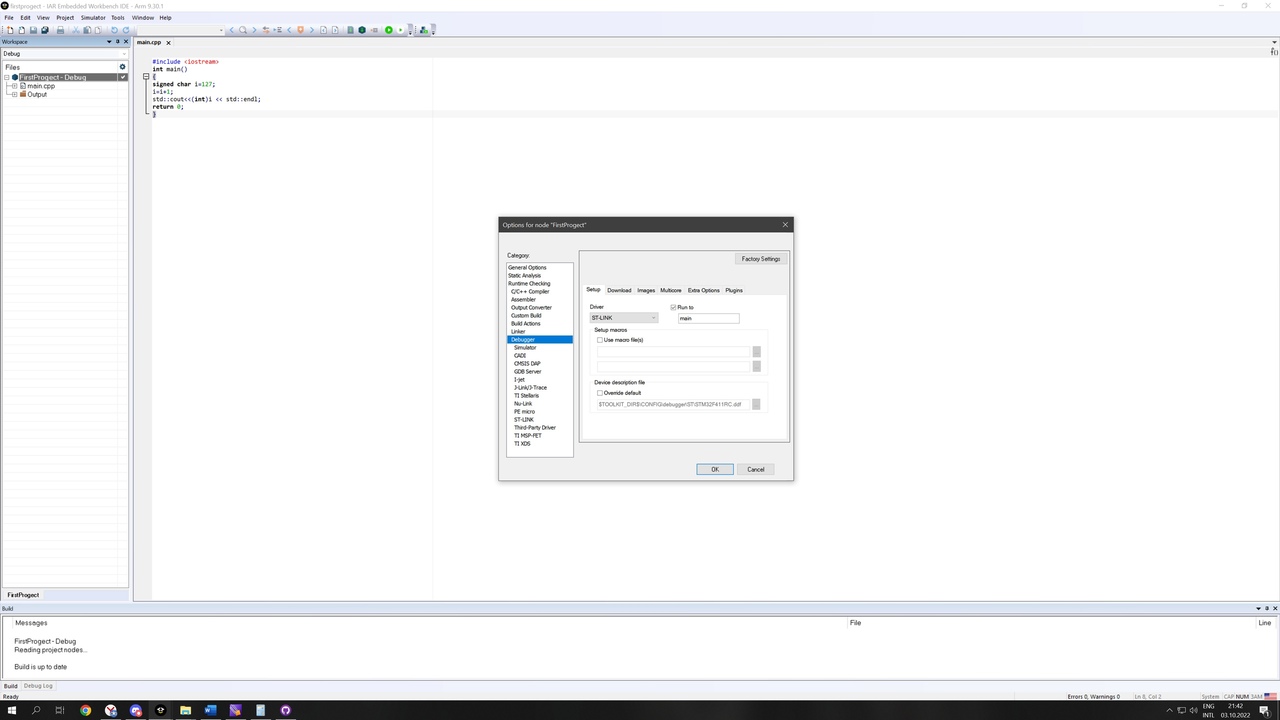 firstprogect - IAR Embedded Workbench IDE - Arm 9.30.1
File Edit View Project Simulator Tools Window Help
Workspace
main.cpp
Debug
Files
#include <iostream>
int main()
FirstProgect - Debug
{
main.cpp
signed char i=127;
i=i+1;
Output
std::cout<<(int)i << std::endl;
return 0;
}
Options for node "FirstProgect"
Category:
Factory Settings
General Options
Static Analysis
Runtime Checking
C/C++ Compiler
Assembler
Output Converter
Custom Build
Build Actions
Linker
Debugger
Simulator
CADI
CMSIS DAP
GDB Server
I-jet
J-Link/J-Trace
TI Stellaris
Nu-Link
PE micro
ST-LINK
Third-Party Driver
TI MSP-FET
TI XDS
Setup Download Images Multicore Extra Options Plugins
Driver
Run to
ST-LINK
main
Setup macros
Use macro file(s)
...
...
Device description file
Override default
$TOOLKIT_DIR$\CONFIG\debugger\ST\STM32F411RC.ddf
...
OK Cancel
FirstProgect
Build
Messages File Line
FirstProgect - Debug
Reading project nodes...
Build is up to date
Build Debug Log
Ready
Errors 0, Warnings 0 Ln 8, Col 2 System CAP NUM
ENG
INTL
21:42
03.10.2022